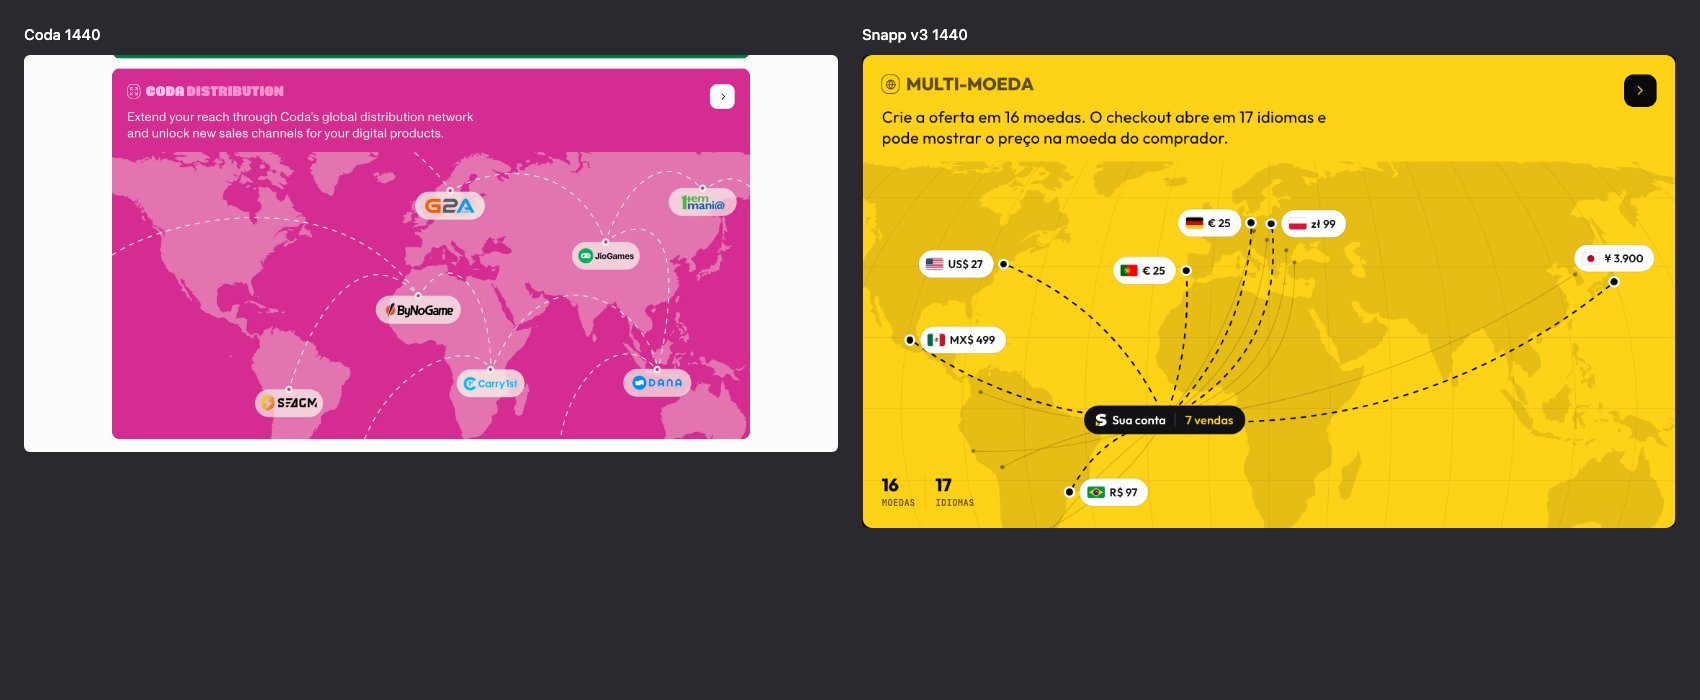 Coda 1440
CODA DISTRIBUTION
Extend your reach through Coda's global distribution network
and unlock new sales channels for your digital products.
G2A
1tem
mani@
JioGames
ByNoGame
Carry1st
DANA
SEAGM
Snapp v3 1440
MULTI-MOEDA
Crie a oferta em 16 moedas. O checkout abre em 17 idiomas e
pode mostrar o preço na moeda do comprador.
€ 25
zł 99
US$ 27
€ 25
¥ 3.900
MX$ 499
S Sua conta | 7 vendas
16 17
MOEDAS IDIOMAS
R$ 97